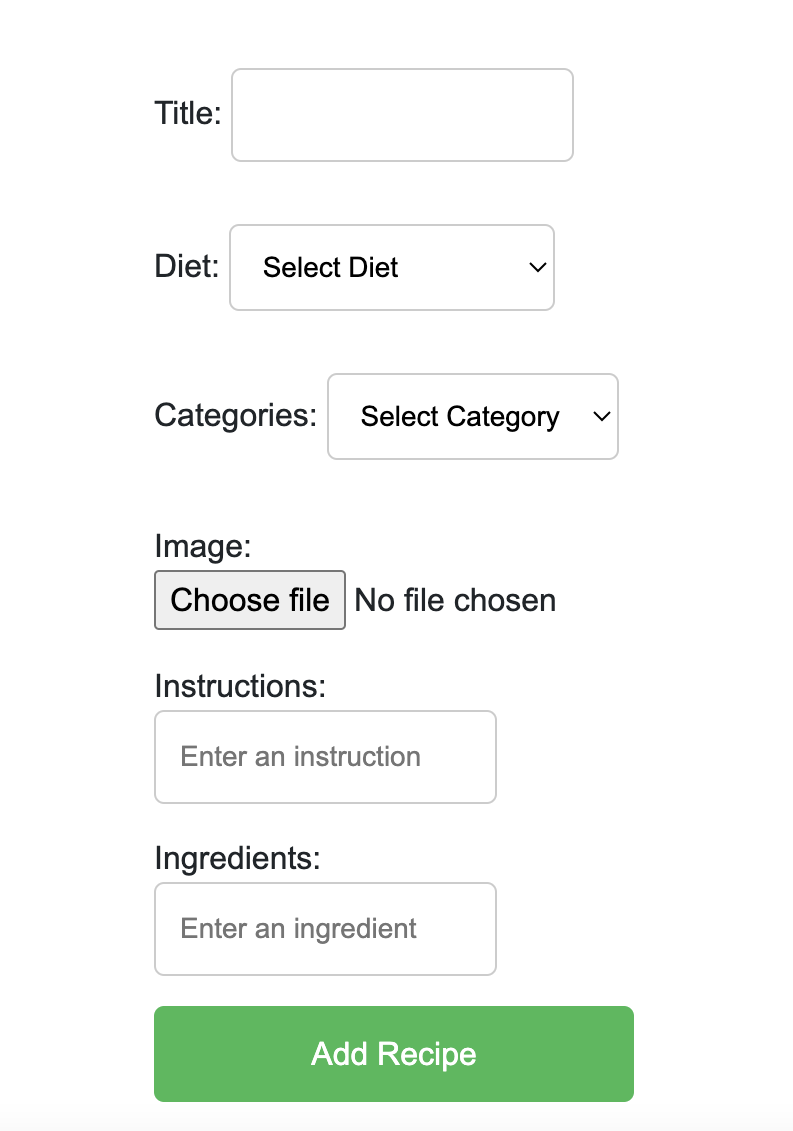 Title:
Diet: Select Diet
Categories: Select Category
Image:
Choose file No file chosen
Instructions:
Enter an instruction
Ingredients:
Enter an ingredient
Add Recipe